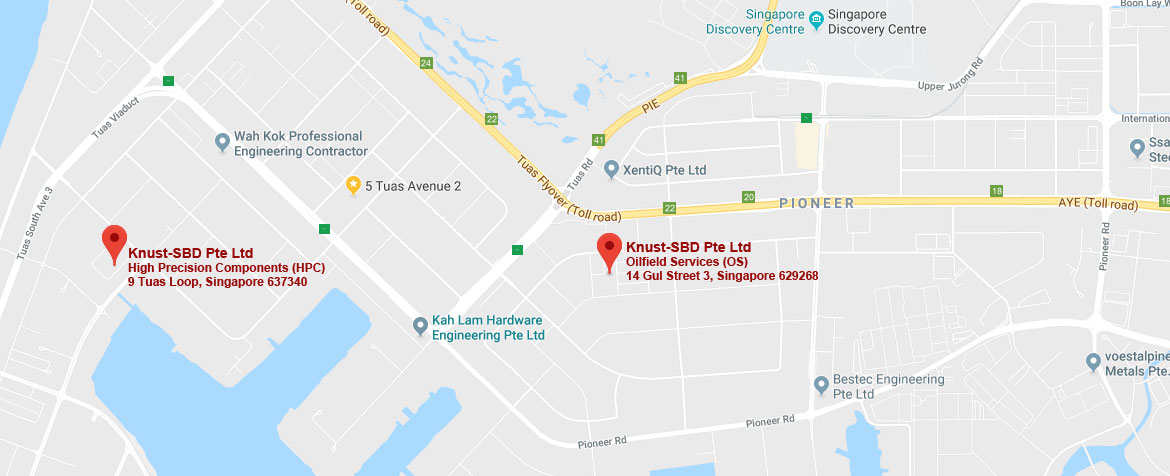 (Toll road)
24
22
41
PIE
41
Tuas Rd
Tuas Flyover (Toll road)
Singapore
Discovery Centre
Singapore
Discovery Centre
Upper Jurong Rd
Boon Lay W
International
Ssa
Stee
Tuas Viaduct
Tuas South Ave 3
Wah Kok Professional
Engineering Contractor
5 Tuas Avenue 2
XentiQ Pte Ltd
22
20
18
18
PIONEER
AYE (Toll road)
Pioneer Rd
Knust-SBD Pte Ltd
High Precision Components (HPC)
9 Tuas Loop, Singapore 637340
Knust-SBD Pte Ltd
Oilfield Services (OS)
14 Gul Street 3, Singapore 629268
Kah Lam Hardware
Engineering Pte Ltd
Bestec Engineering
Pte Ltd
voestalpine
Metals Pte.
Pioneer Rd
Pioneer Rd